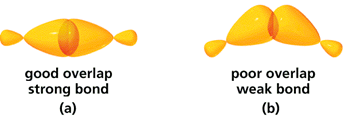 good overlap
strong bond
(a)
poor overlap
weak bond
(b)